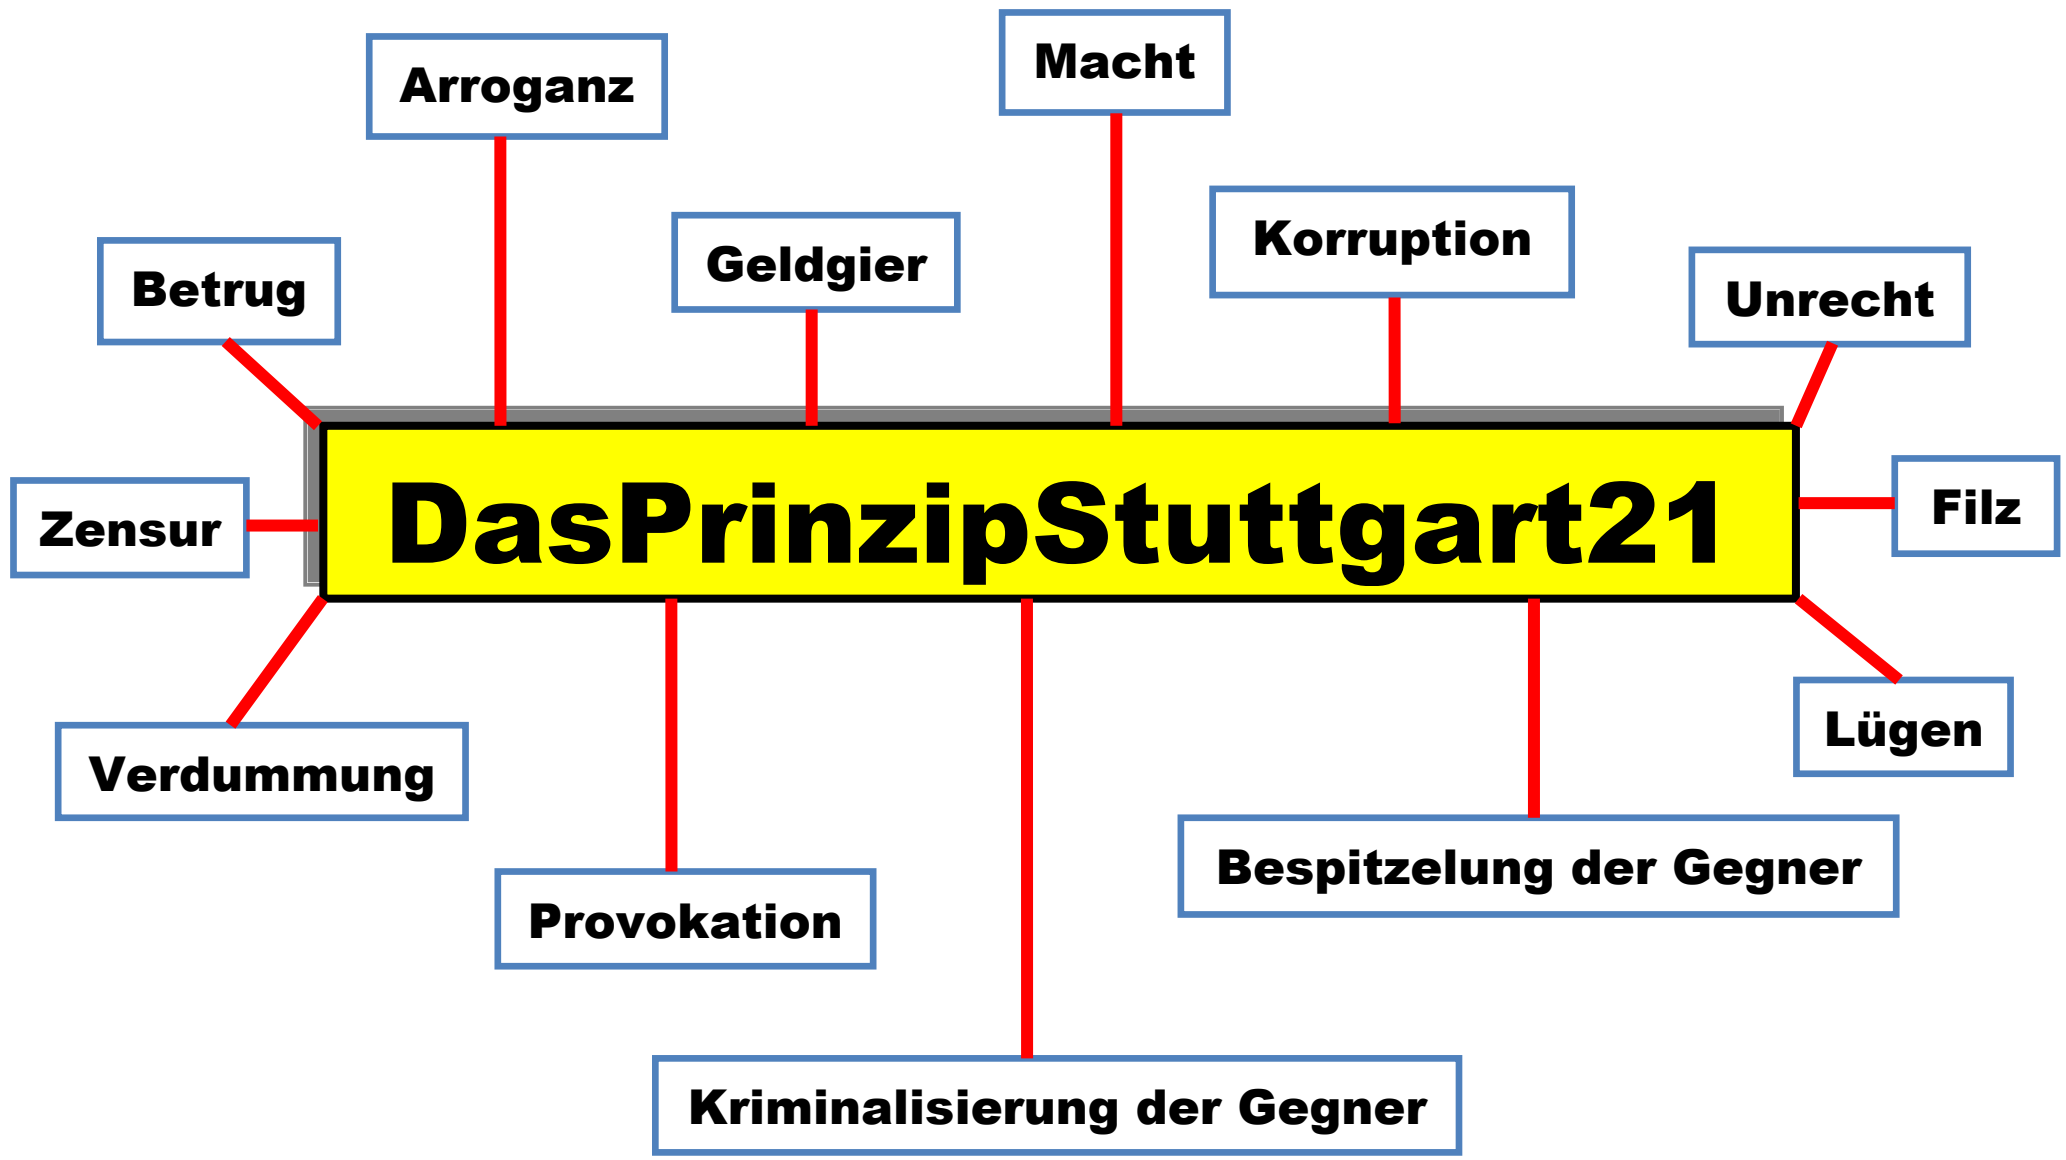 Macht
Arroganz
Korruption
Geldgier
Betrug
Unrecht
DasPrinzipStuttgart21
Zensur
Filz
Lügen
Verdummung
Bespitzelung der Gegner
Provokation
Kriminalisierung der Gegner